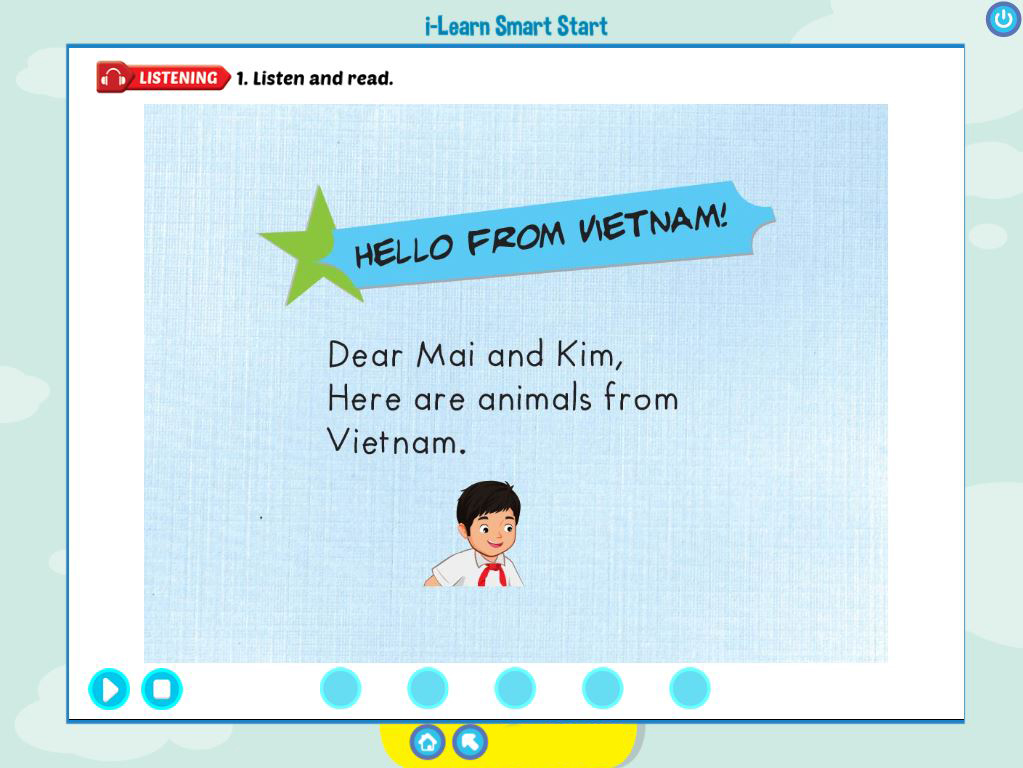 i-Learn Smart Start
LISTENING 1. Listen and read.
HELLO FROM VIETNAM!
Dear Mai and Kim,
Here are animals from
Vietnam.